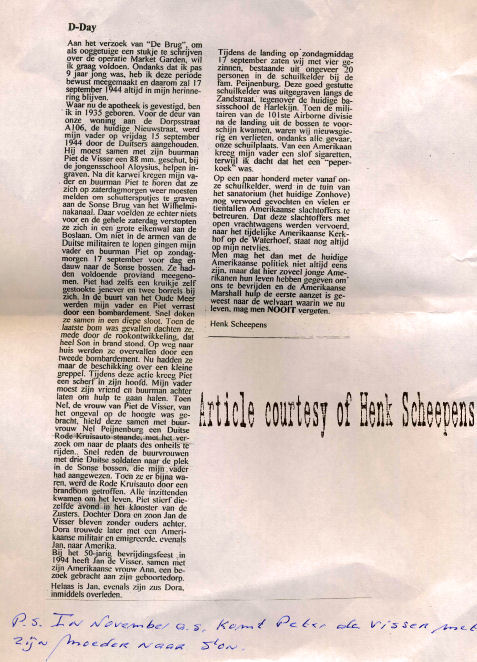 D-Day
Aan het verzoek van "De Brug", om
als ooggetuige een stukje te schrijven
over de operatie Market Garden, wil
ik graag voldoen. Ondanks dat ik pas
9 jaar jong was, heb ik deze periode
bewust meegemaakt en daarom zal 17
september 1944 altijd in mijn herinne-
ring blijven.
Waar nu de apotheek is gevestigd, ben
ik in 1935 geboren. Voor de deur van
onze woning aan de Dorpsstraat
A106, de huidige Nieuwstraat, werd
mijn vader op vrijdag 15 september
1944 door de Duitsers aangehouden.
Hij moest samen met zijn buurman
Piet de Visser een 88 mm. geschut, bij
de jongensschool Aloysius, helpen in-
graven. Na dit karwei kregen mijn va-
der en buurman Piet te horen dat ze
zich op zaterdagmorgen weer moesten
melden om schuttersputjes te graven
aan de Sonse Brug van het Wilhelmi-
nakanaal. Daar voelden ze echter niets
voor en de gehele zaterdag verstopten
ze zich in een grote eikenwal aan de
Boslaan. Om niet in de armen van de
Duitse militairen te lopen gingen mijn
vader en buurman Piet op zondag-
morgen 17 september voor dag en
dauw naar de Sonse bossen. Ze had-
den voldoende proviand meegeno-
men. Piet had zelfs een kruikje zelf
gestookte jenever en twee borrels bij
zich. In de buurt van het Oude Meer
werden mijn vader en Piet verrast
door een bombardement. Snel doken
ze samen in een diepe sloot. Toen de
laatste bom was gevallen dachten ze,
mede door de rookontwikkeling, dat
heel Son in brand stond. Op weg naar
huis werden ze overvallen door een
tweede bombardement. Nu hadden ze
maar de beschikking over een kleine
greppel. Tijdens deze actie kreeg Piet
een scherf in zijn hoofd. Mijn vader
moest zijn vriend en buurman achter
laten om hulp te gaan halen. Toen
Nel, de vrouw van Piet de Visser, van
het ongeval op de hoogte was ge-
bracht, hield deze samen met buur-
vrouw Nel Peijnenburg een Duitse
Rode Kruisauto staande, met het ver-
zoek om naar de plaats des onheils te
rijden. Snel reden de buurvrouwen
met drie Duitse soldaten naar de plek
in de Sonse bossen, die mijn vader
had aangewezen. Toen ze er bijna wa-
ren, werd de Rode Kruisauto door een
brandbom getroffen. Alle inzittenden
kwamen om het leven. Piet stierf die-
zelfde avond in het klooster van de
Zusters. Dochter Dora en zoon Jan de
Visser bleven zonder ouders achter.
Dora trouwde later met een Ameri-
kaanse militair en emigreerde, evenals
Jan, naar Amerika.
Bij het 50-jarig bevrijdingsfeest in
1994 heeft Jan de Visser, samen met
zijn Amerikaanse vrouw Ann, een be-
zoek gebracht aan zijn geboortedorp.
Helaas is Jan, evenals zijn zus Dora,
inmiddels overleden.
Tijdens de landing op zondagmiddag
17 september zaten wij met vier ge-
zinnen, bestaande uit ongeveer 20
personen in de schuilkelder bij de
fam. Peijnenburg. Deze goed gestutte
schuilkelder was uitgegraven langs de
Zandstraat, tegenover de huidige ba-
sisschool de Harlekijn. Toen de mili-
tairen van de 101ste Airborne divisie
na de landing uit de bossen te voor-
schijn kwamen, waren wij nieuwsgie-
rig en verlieten, ondanks alle gevaar,
onze schuilplaats. Van een Amerikaan
kreeg mijn vader een slof sigaretten,
terwijl ik dacht dat het een "peper-
koek" was.
Op een paar honderd meter vanaf on-
ze schuilkelder, werd in de tuin van
het sanatorium (het huidige Zonhove)
nog verwoed gevochten en vielen er
tientallen Amerikaanse slachtoffers te
betreuren. Dat deze slachtoffers met
open vrachtwagens werden vervoerd,
naar het tijdelijke Amerikaanse Kerk-
hof op de Waterhoef, staat nog altijd
op mijn netvlies.
Men mag het dan met de huidige
Amerikaanse politiek niet altijd eens
zijn, maar dat hier zoveel jonge Ame-
rikanen hun leven hebben gegeven om
ons te bevrijden en de Amerikaanse
Marshall hulp de eerste aanzet is ge-
weest naar de welvaart waarin we nu
leven, mag men NOOIT vergeten.
Henk Scheepens
Article courtesy of Henk Scheepens
P.S. In November a.s. komt Peter de Visser met
zijn moeder naar Son.